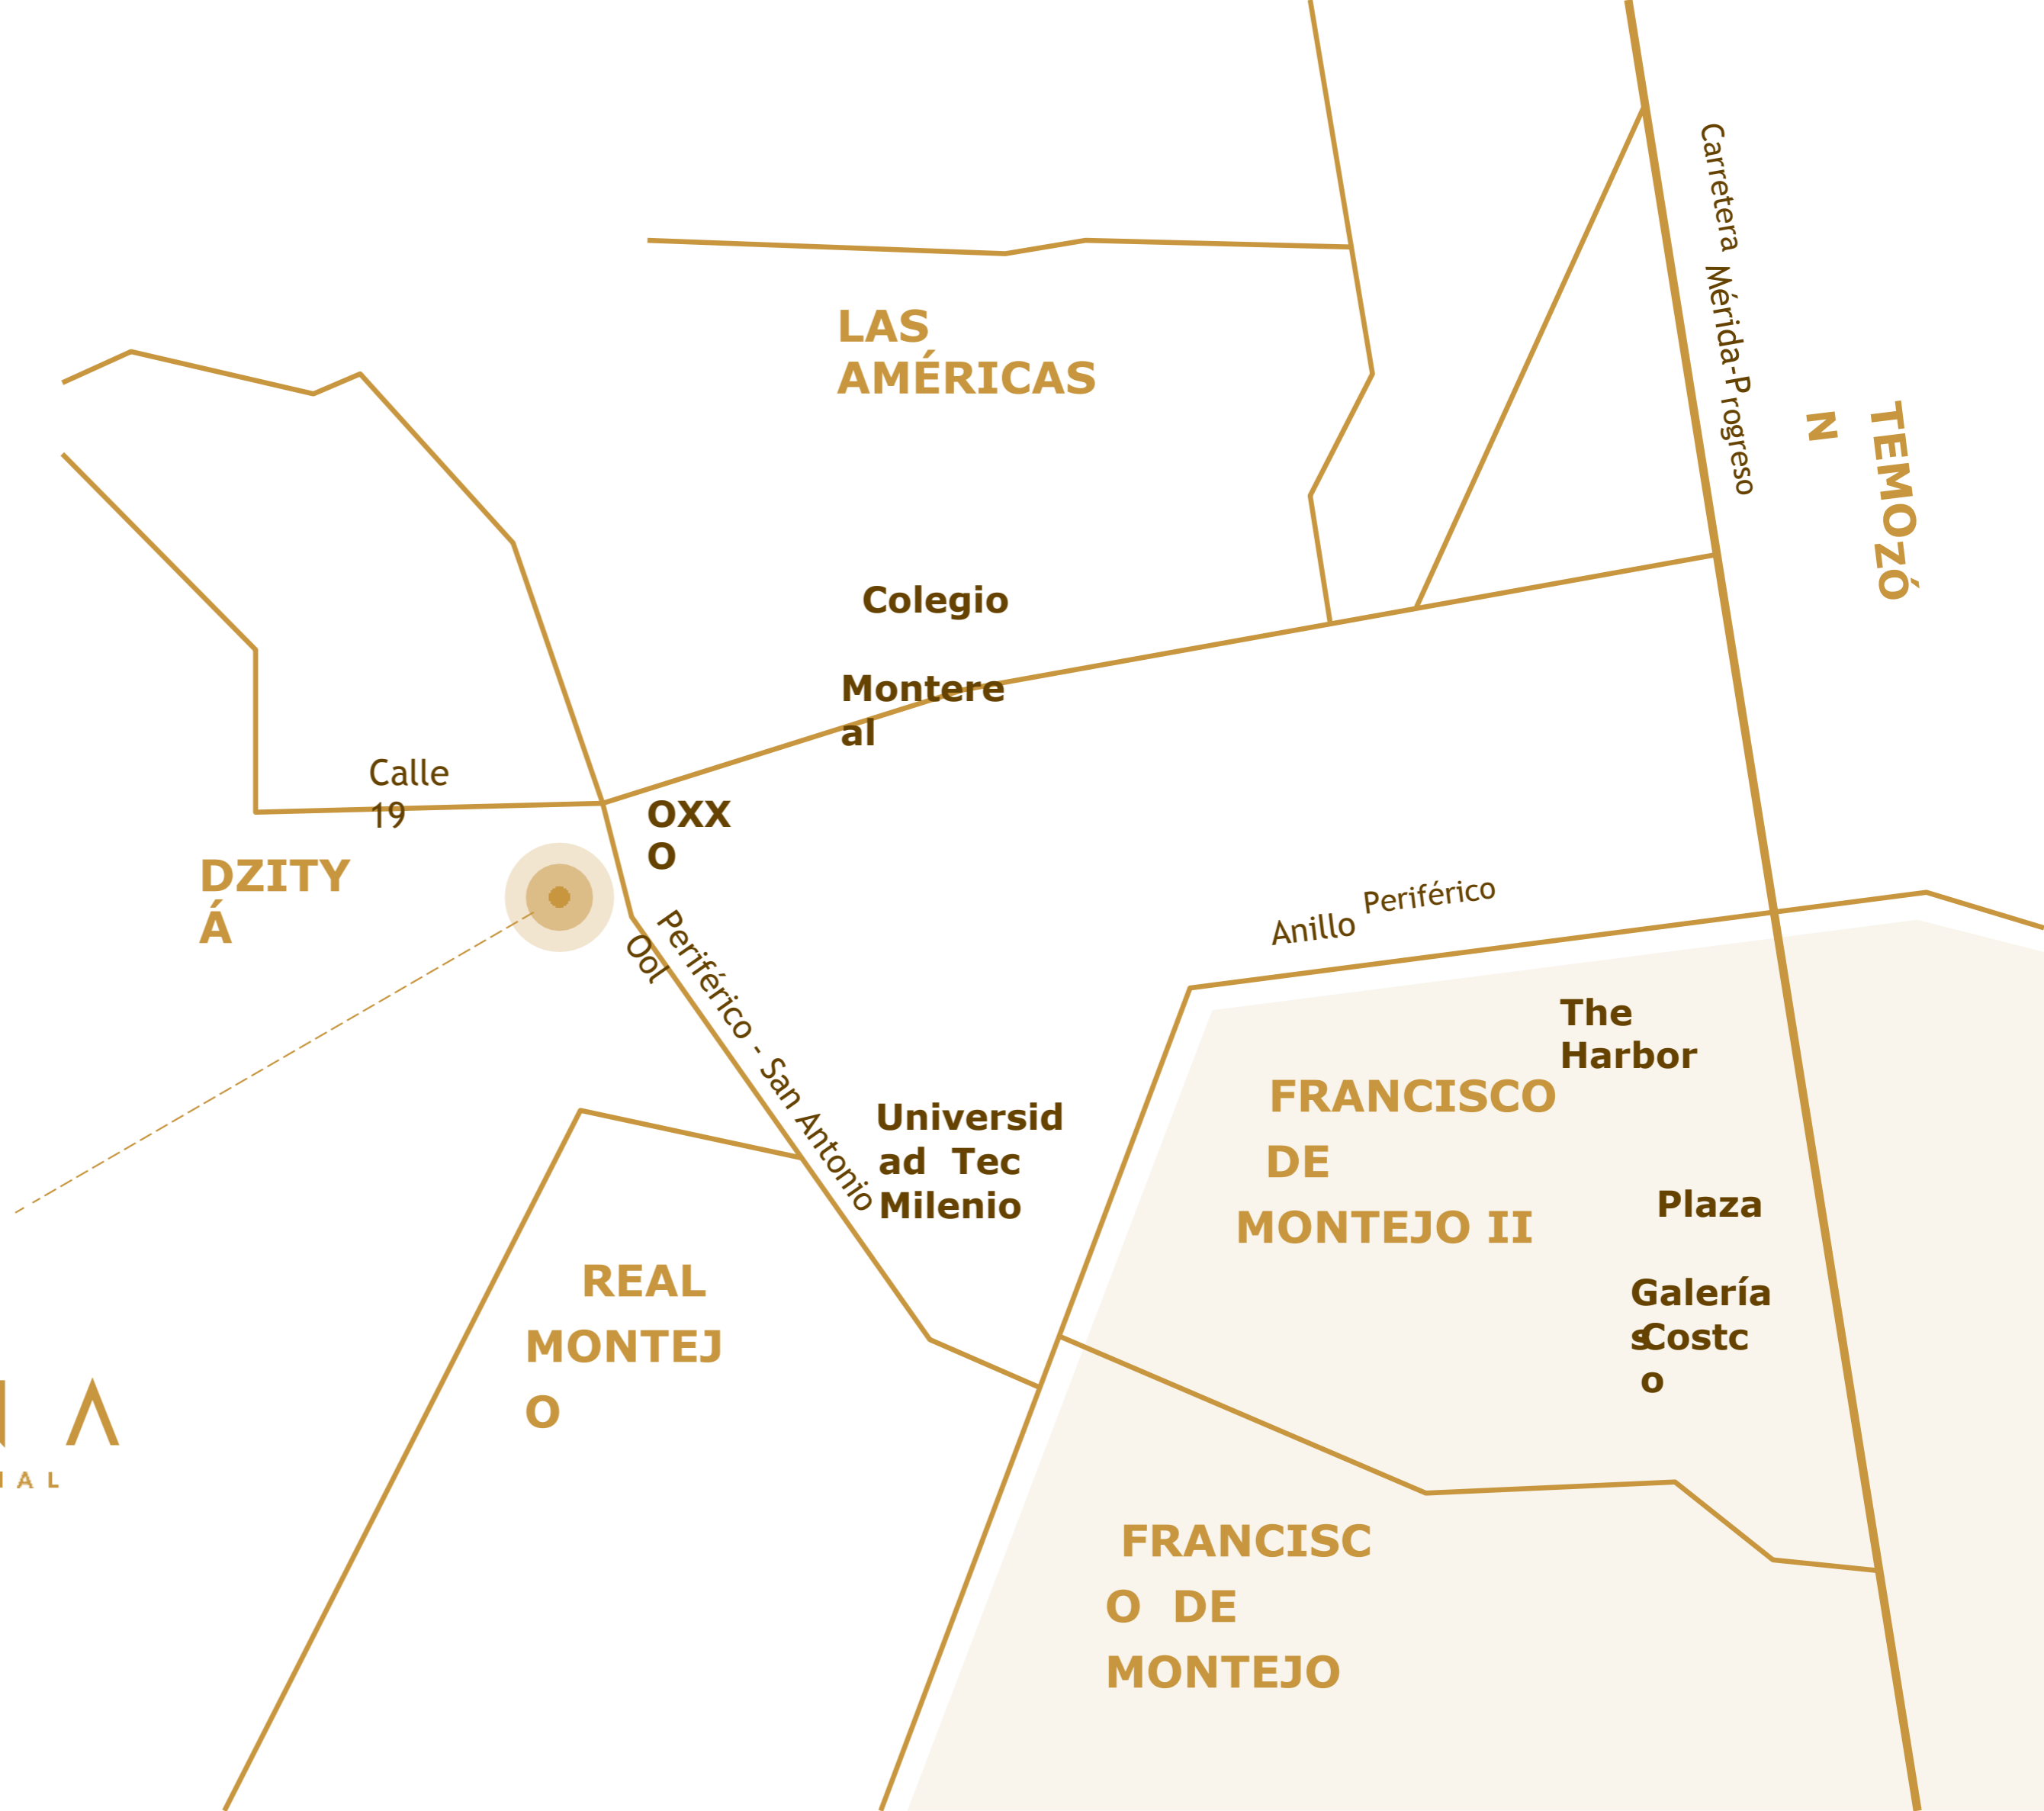 Carretera Mérida-Progreso
LAS
AMÉRICAS
TEMOZÓ
N
Colegio
Montere
al
Calle
19
OXX
O
DZITY
Á
Periférico - San Antonio
Ool
Anillo Periférico
The
Harbor
FRANCISCO
DE
MONTEJO II
Universid
ad Tec
Milenio
Plaza
Galería
s
Costc
o
REAL
MONTEJ
O
A
AL
FRANCISC
O DE
MONTEJO